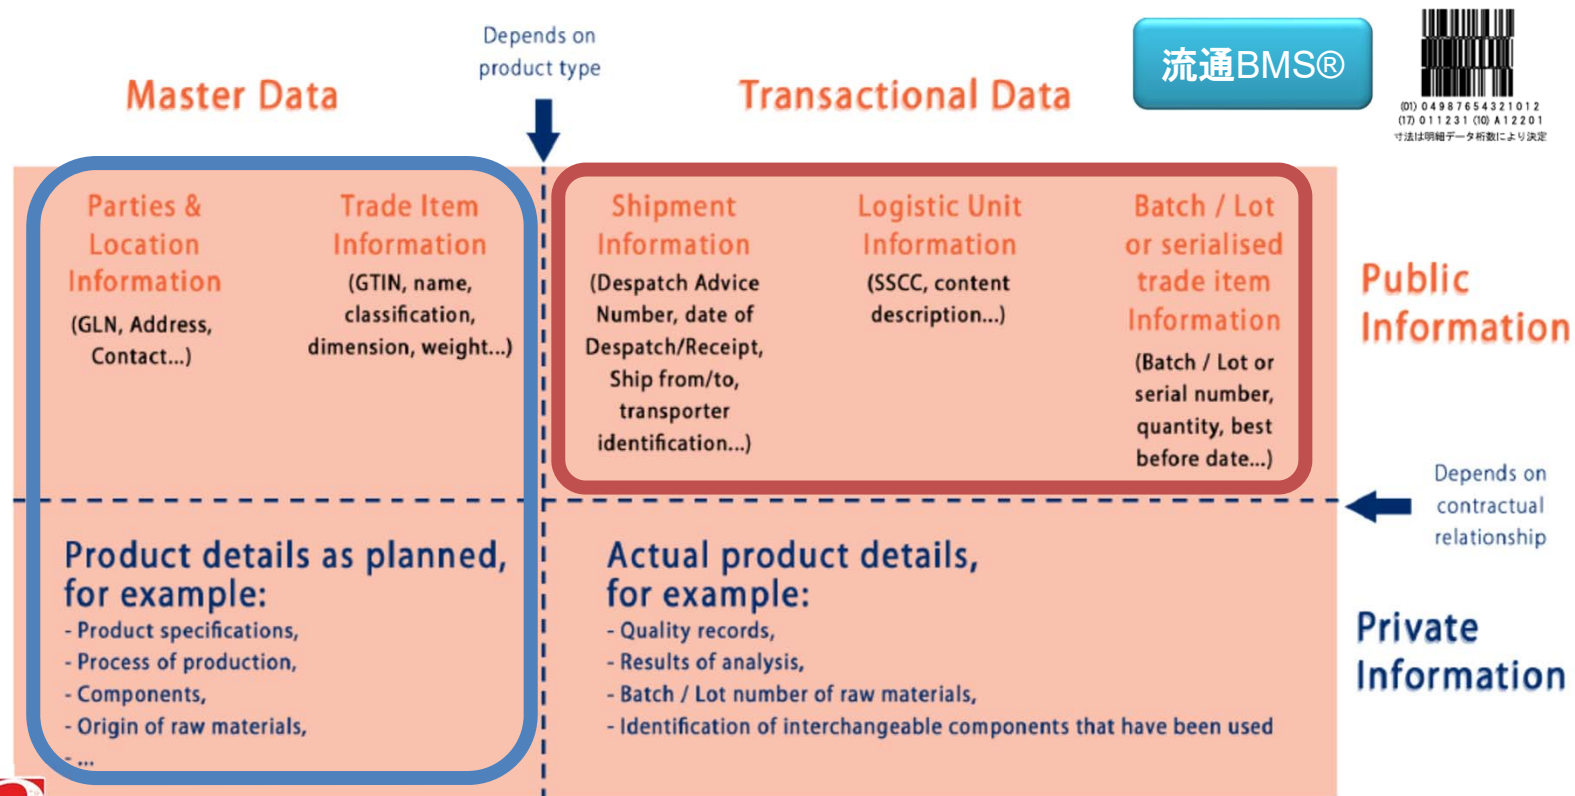 Depends on
product type
流通BMS®
Master Data
Transactional Data
(01) 04987654321012
(17) 011231 (10) A12201
寸法は明細データ桁数により決定
Parties &
Location
Information
(GLN, Address,
Contact...)
Trade Item
Information
(GTIN, name,
classification,
dimension, weight...)
Shipment
Information
(Despatch Advice
Number, date of
Despatch/Receipt,
Ship from/to,
transporter
identification...)
Logistic Unit
Information
(SSCC, content
description...)
Batch / Lot
or serialised
trade item
Information
(Batch / Lot or
serial number,
quantity, best
before date...)
Public
Information
Depends on
contractual
relationship
Product details as planned,
for example:
- Product specifications,
- Process of production,
- Components,
- Origin of raw materials,
- ...
Actual product details,
for example:
- Quality records,
- Results of analysis,
- Batch / Lot number of raw materials,
- Identification of interchangeable components that have been used
Private
Information